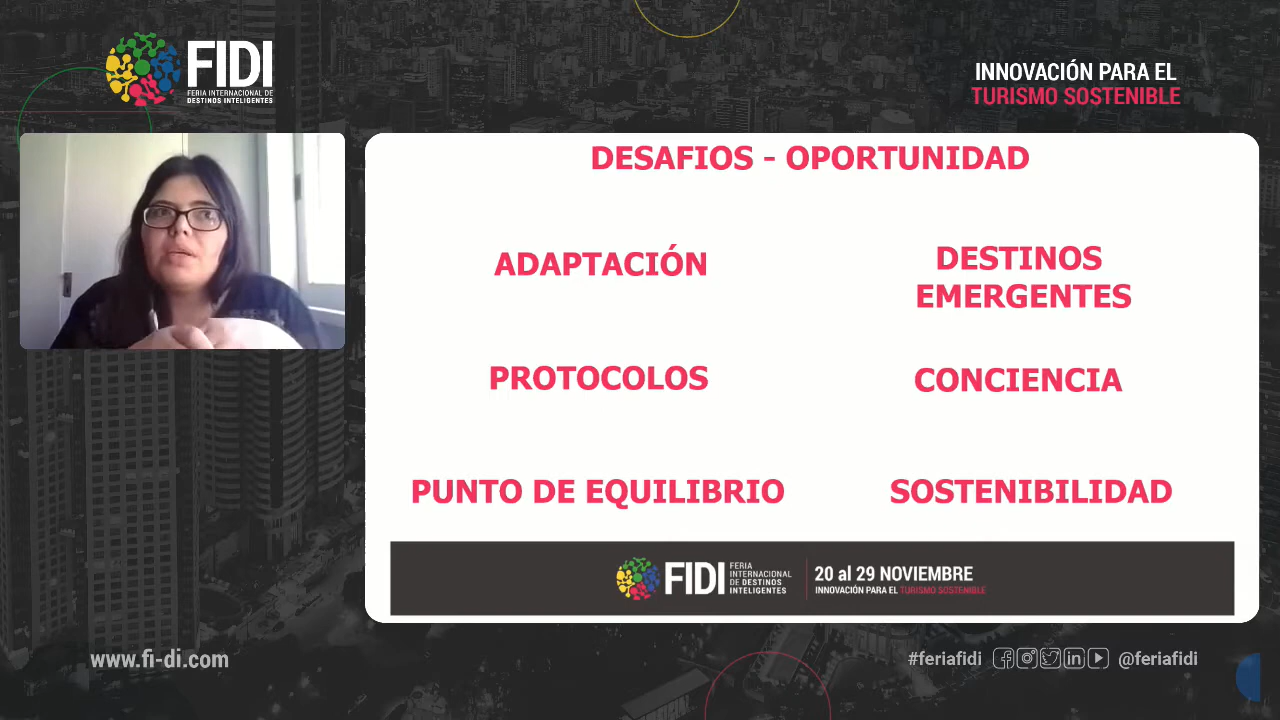 FIDI
FERIA INTERNACIONAL DE
DESTINOS INTELIGENTES
INNOVACIÓN PARA EL
TURISMO SOSTENIBLE
DESAFIOS - OPORTUNIDAD
ADAPTACIÓN
DESTINOS
EMERGENTES
PROTOCOLOS
CONCIENCIA
PUNTO DE EQUILIBRIO
SOSTENIBILIDAD
FIDI
FERIA
INTERNACIONAL
DE DESTINOS
INTELIGENTES
20 al 29 NOVIEMBRE
INNOVACIÓN PARA EL TURISMO SOSTENIBLE
www.fi-di.com
#feriafidi
@feriafidi